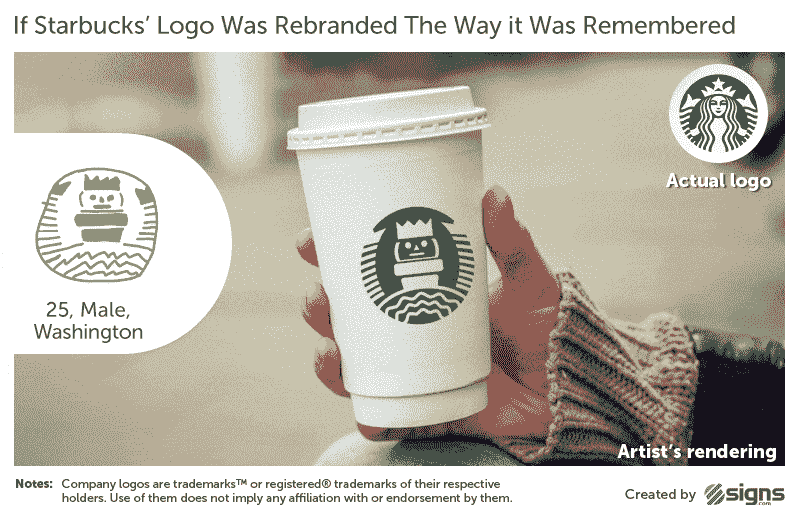 If Starbucks’ Logo Was Rebranded The Way it Was Remembered
Actual logo
25, Male,
Washington
Artist’s rendering
Notes: Company logos are trademarks™ or registered® trademarks of their respective
holders. Use of them does not imply any affiliation with or endorsement by them.
Created by signs.com